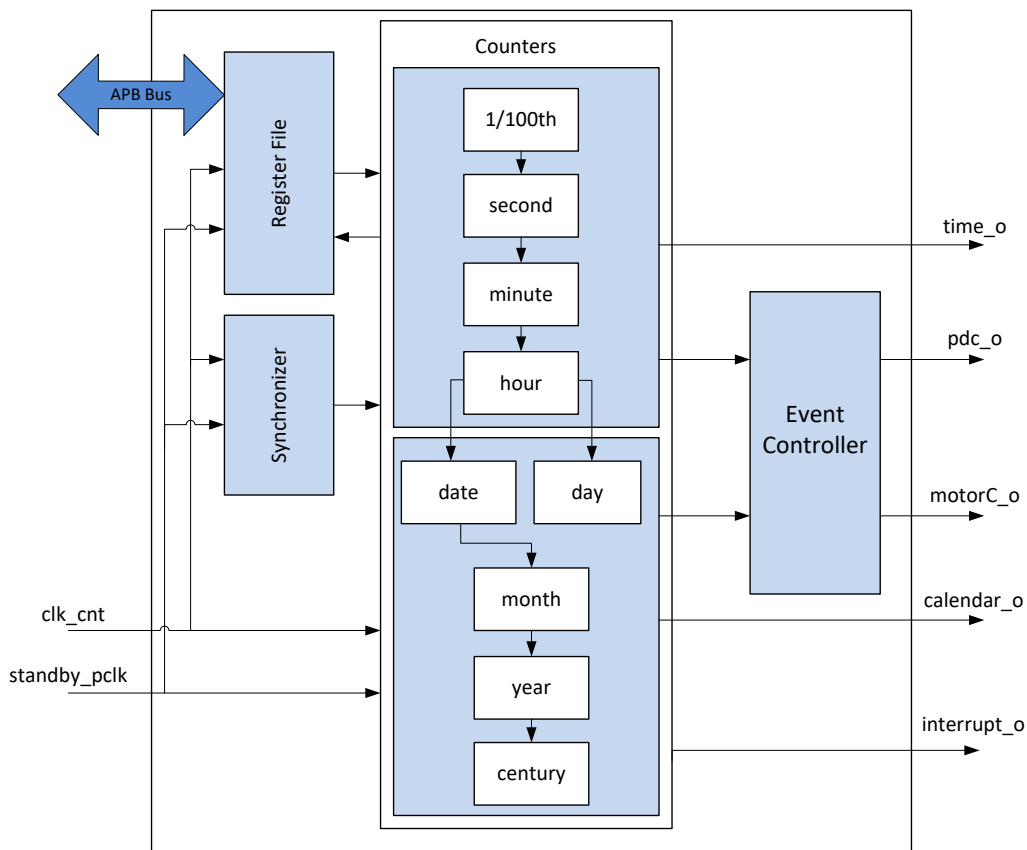 Counters
APB Bus
Register File
1/100th
second
time_o
minute
Synchronizer
hour
pdc_o
Event
Controller
date
day
motorC_o
month
clk_cnt
calendar_o
standby_pclk
year
interrupt_o
century